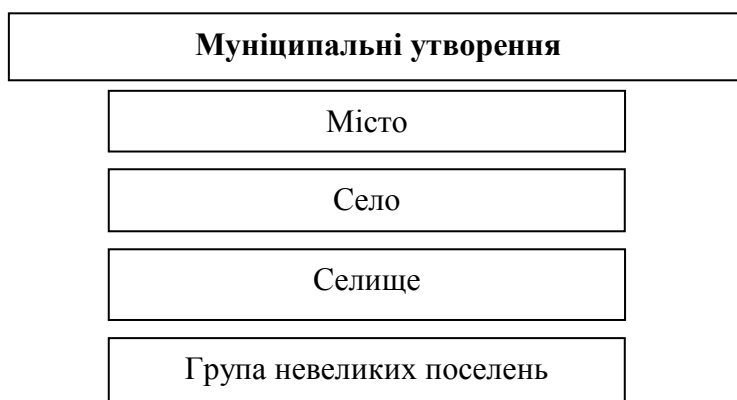 Муніципальні утворення
Місто
Село
Селище
Група невеликих поселень